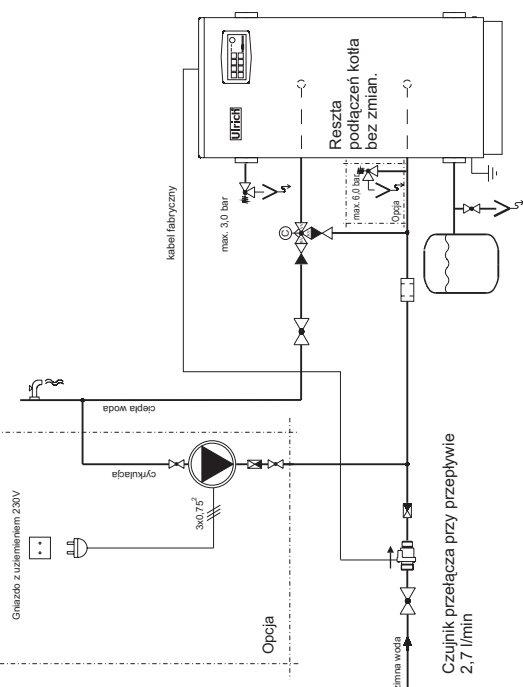 Ulrich
Reszta
podłączeń kotła
bez zmian.
max. 3,0 bar
max. 6,0 bar
Opcja
C
kabel fabryczny
ciepła woda
cyrkulacja
3x0,75²
Gniazdo z uziemieniem 230V
Opcja
zimna woda
Czujnik przełącza przy przepływie
2,7 l/min